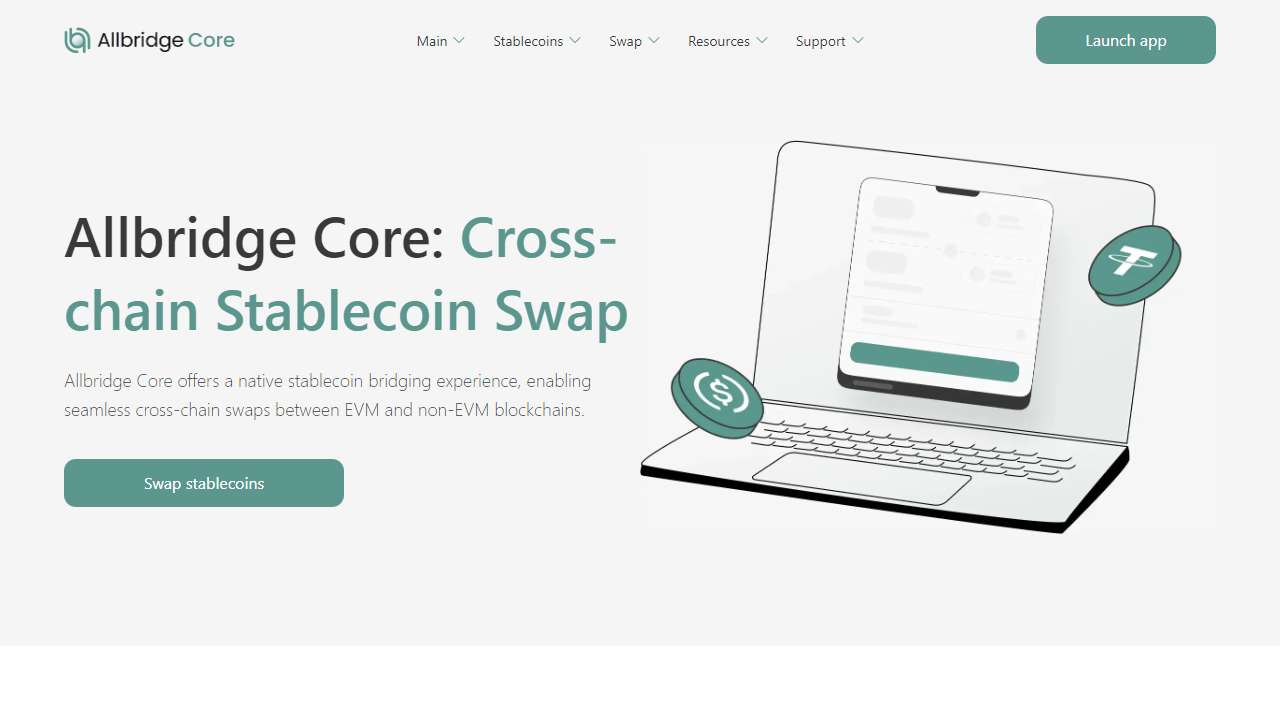 Allbridge Core
Main
Stablecoins
Swap
Resources
Support
Launch app
Allbridge Core: Cross-
chain Stablecoin Swap
Allbridge Core offers a native stablecoin bridging experience, enabling
seamless cross-chain swaps between EVM and non-EVM blockchains.
Swap stablecoins